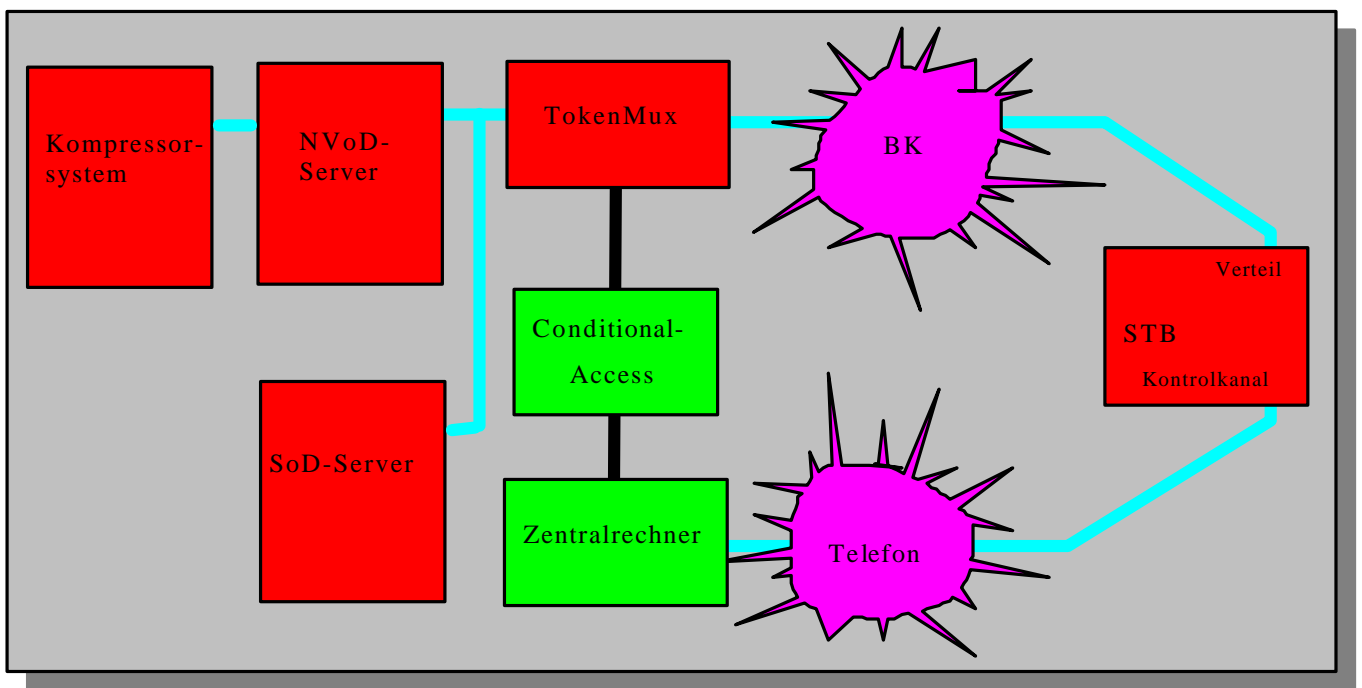 Kompressor-
system
NVoD-
Server
TokenMux
BK
Verteil
STB
Kontrolkanal
Conditional-
Access
SoD-Server
Zentralrechner
Telefon